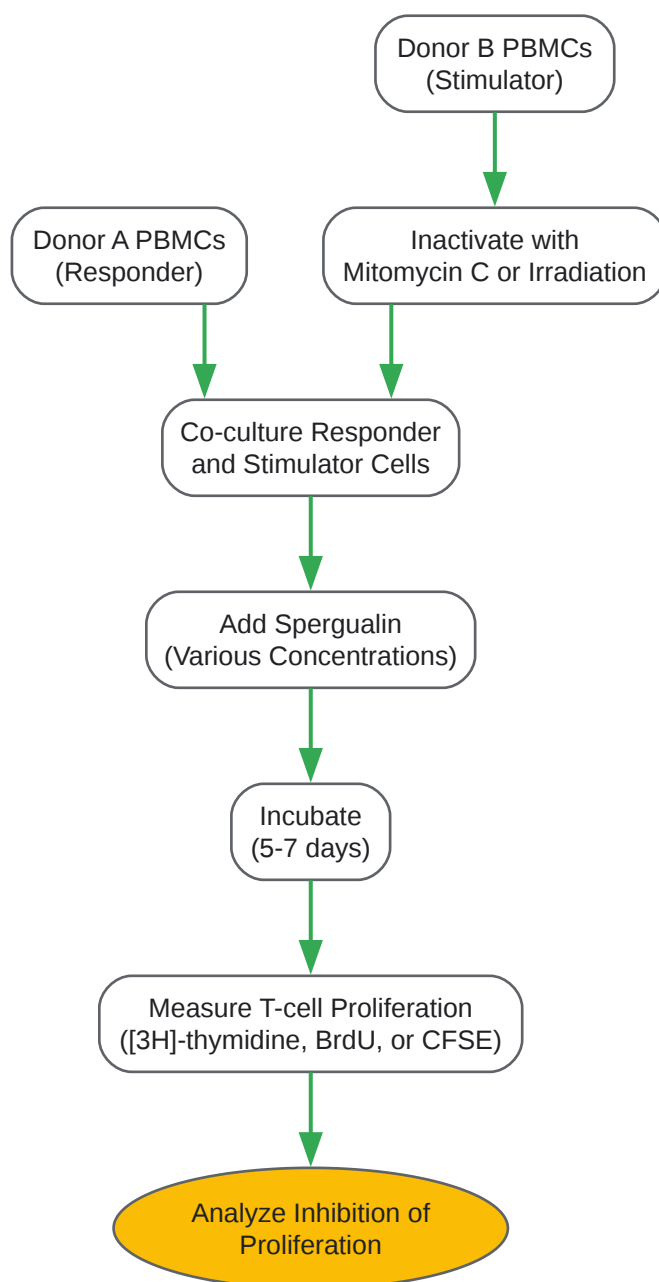 Donor B PBMCs
(Stimulator)
Donor A PBMCs
(Responder)
Inactivate with
Mitomycin C or Irradiation
Co-culture Responder
and Stimulator Cells
Add Spergualin
(Various Concentrations)
Incubate
(5-7 days)
Measure T-cell Proliferation
([3H]-thymidine, BrdU, or CFSE)
Analyze Inhibition of
Proliferation